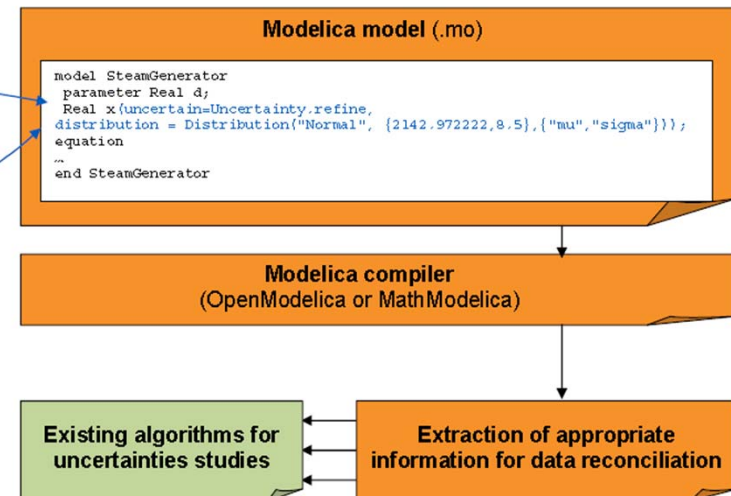 Modelica model (.mo)
model SteamGenerator
parameter Real d;
Real x(uncertain=Uncertainty.refine,
distribution = Distribution("Normal", {2142.972222,8.5},{"mu","sigma"}));
equation
…
end SteamGenerator
Modelica compiler
(OpenModelica or MathModelica)
Existing algorithms for
uncertainties studies
Extraction of appropriate
information for data reconciliation